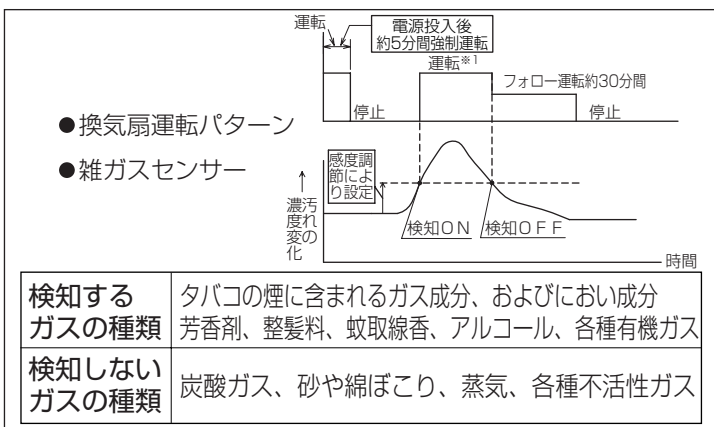 運転
電源投入後
約5分間強制運転
運転※1
フォロー運転約30分間
停止
停止
●換気扇運転パターン
●雑ガスセンサー
感度調
節によ
り設定
汚れの
濃度変化
検知ON
検知OFF
時間
検知する
ガスの種類
タバコの煙に含まれるガス成分、およびにおい成分
芳香剤、整髪料、蚊取線香、アルコール、各種有機ガス
検知しない
ガスの種類
炭酸ガス、砂や綿ぼこり、蒸気、各種不活性ガス